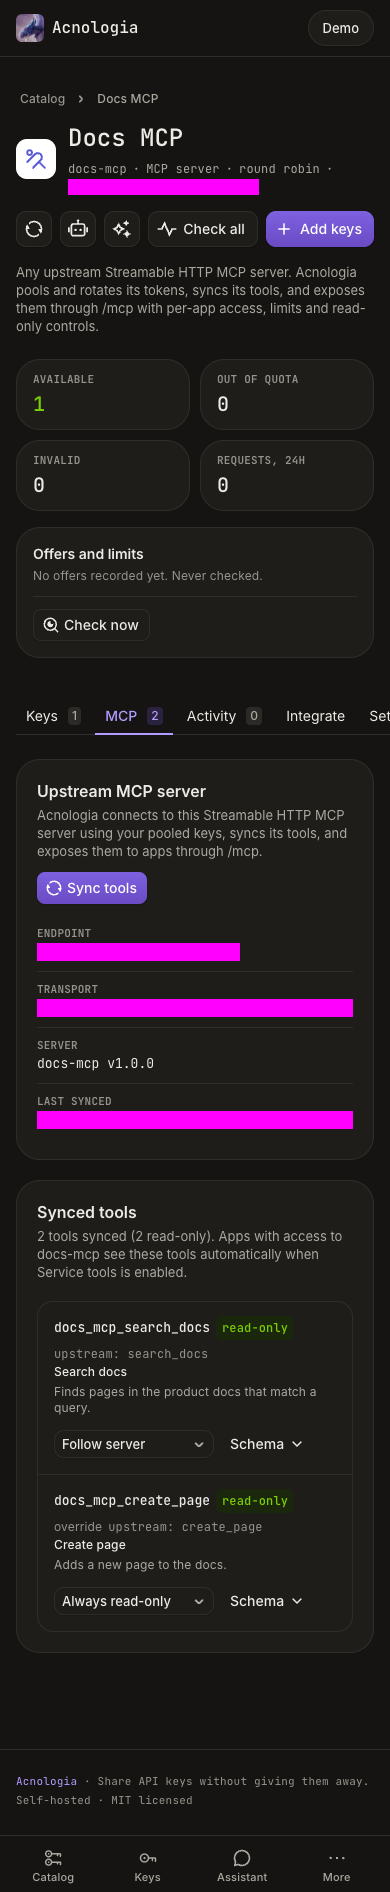 Acnologia
Demo
Catalog > Docs MCP
Docs MCP
docs-mcp · MCP server · round robin ·
Check all
Add keys
Any upstream Streamable HTTP MCP server. Acnologia
pools and rotates its tokens, syncs its tools, and exposes
them through /mcp with per-app access, limits and read-
only controls.
AVAILABLE
1
OUT OF QUOTA
0
INVALID
0
REQUESTS, 24H
0
Offers and limits
No offers recorded yet. Never checked.
Check now
Keys 1 MCP 2 Activity 0 Integrate Set
Upstream MCP server
Acnologia connects to this Streamable HTTP MCP
server using your pooled keys, syncs its tools, and
exposes them to apps through /mcp.
Sync tools
ENDPOINT
TRANSPORT
SERVER
docs-mcp v1.0.0
LAST SYNCED
Synced tools
2 tools synced (2 read-only). Apps with access to
docs-mcp see these tools automatically when
Service tools is enabled.
docs_mcp_search_docs read-only
upstream: search_docs
Search docs
Finds pages in the product docs that match a
query.
Follow server
Schema
docs_mcp_create_page read-only
override upstream: create_page
Create page
Adds a new page to the docs.
Always read-only
Schema
Acnologia · Share API keys without giving them away.
Self-hosted · MIT licensed
Catalog
Keys
Assistant
More